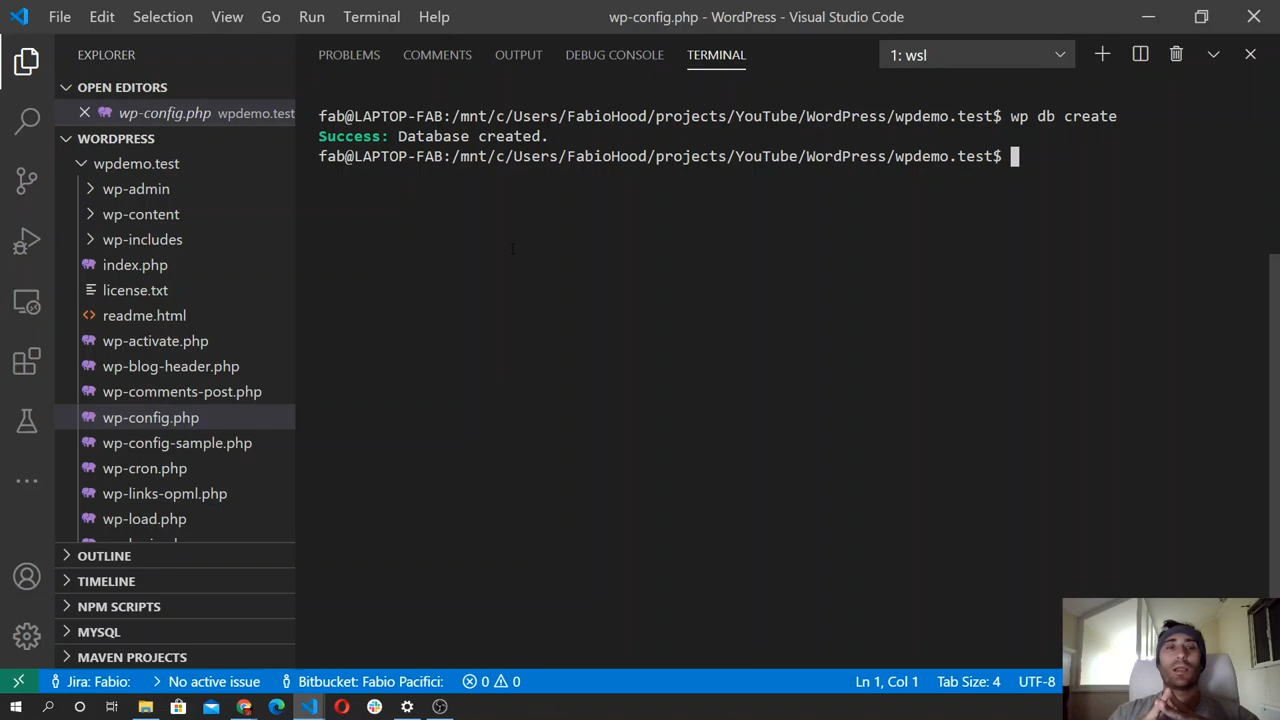 File Edit Selection View Go Run Terminal Help wp-config.php - WordPress - Visual Studio Code
EXPLORER
PROBLEMS COMMENTS OUTPUT DEBUG CONSOLE TERMINAL 1: wsl
OPEN EDITORS
wp-config.php wpdemo.test
WORDPRESS
wpdemo.test
wp-admin
wp-content
wp-includes
index.php
license.txt
readme.html
wp-activate.php
wp-blog-header.php
wp-comments-post.php
wp-config.php
wp-config-sample.php
wp-cron.php
wp-links-opml.php
wp-load.php
OUTLINE
TIMELINE
NPM SCRIPTS
MYSQL
MAVEN PROJECTS
fab@LAPTOP-FAB:/mnt/c/Users/FabioHood/projects/YouTube/WordPress/wpdemo.test$ wp db create
Success: Database created.
fab@LAPTOP-FAB:/mnt/c/Users/FabioHood/projects/YouTube/WordPress/wpdemo.test$
Jira: Fabio: No active issue Bitbucket: Fabio Pacifici: 0 0 Ln 1, Col 1 Tab Size: 4 UTF-8